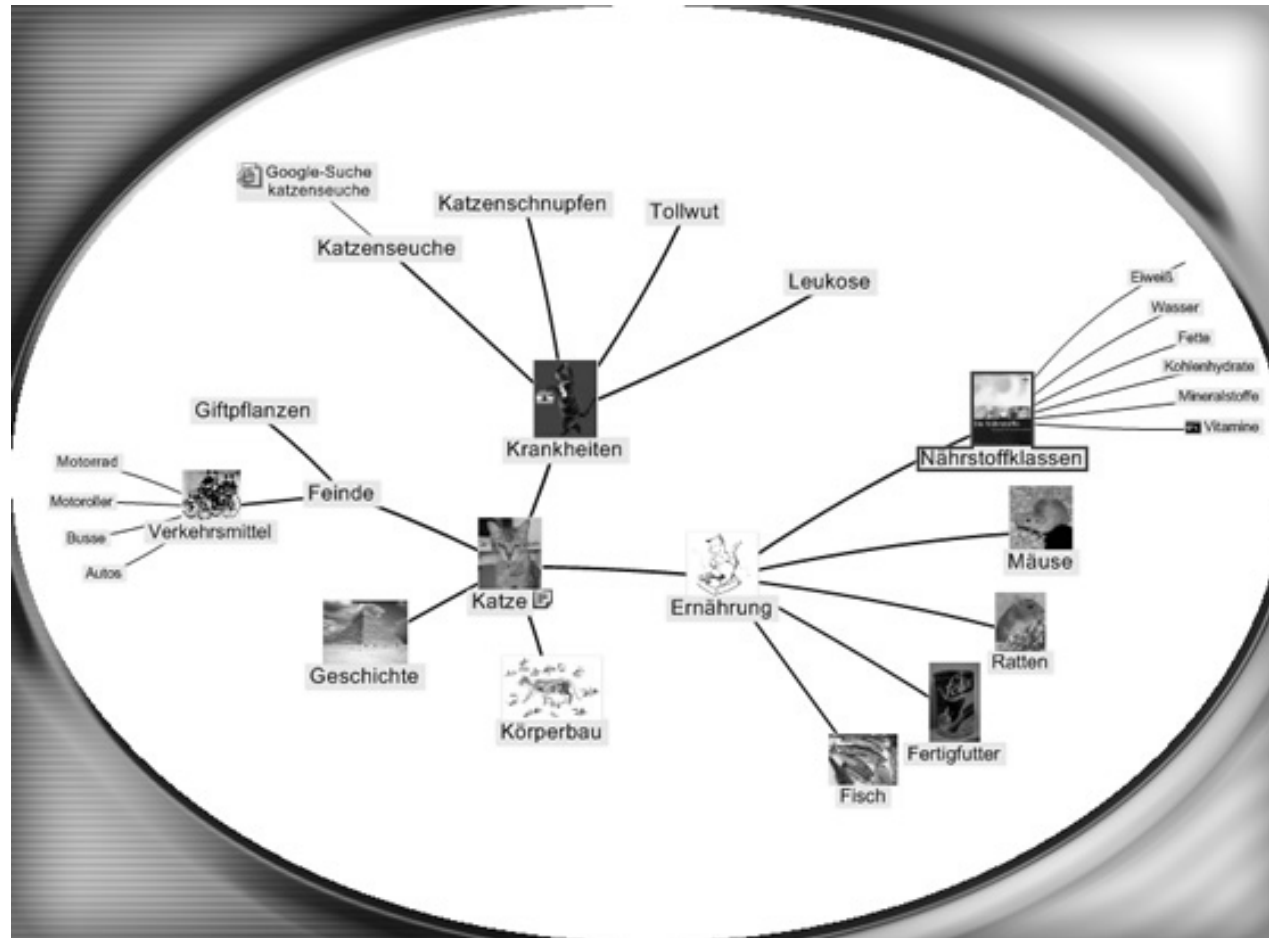 Google-Suche
katzenseuche
Katzenschnupfen
Tollwut
Katzenseuche
Leukose
Eiweiß
Wasser
Fette
Kohlenhydrate
Mineralstoffe
Vitamine
Nährstoffklassen
Giftpflanzen
Krankheiten
Motorrad
Motoroller
Busse
Autos
Verkehrsmittel
Feinde
Mäuse
Katze
Ernährung
Ratten
Geschichte
Körperbau
Fertigfutter
Fisch